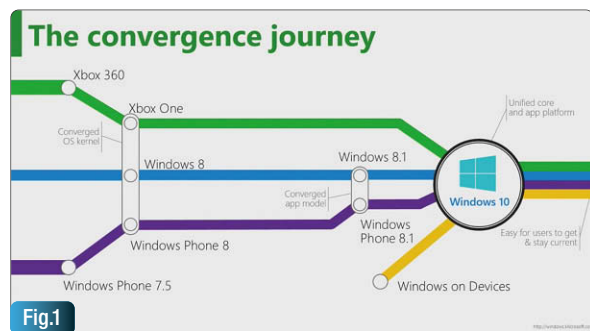 The convergence journey
Xbox 360
Xbox One
Unified core
and app platform
Converged
OS kernel
Windows 8
Windows 8.1
Windows 10
Converged
app model
Windows Phone 8
Windows
Phone 8.1
Easy for users to get
& stay current
Windows Phone 7.5
Windows on Devices
Fig.1